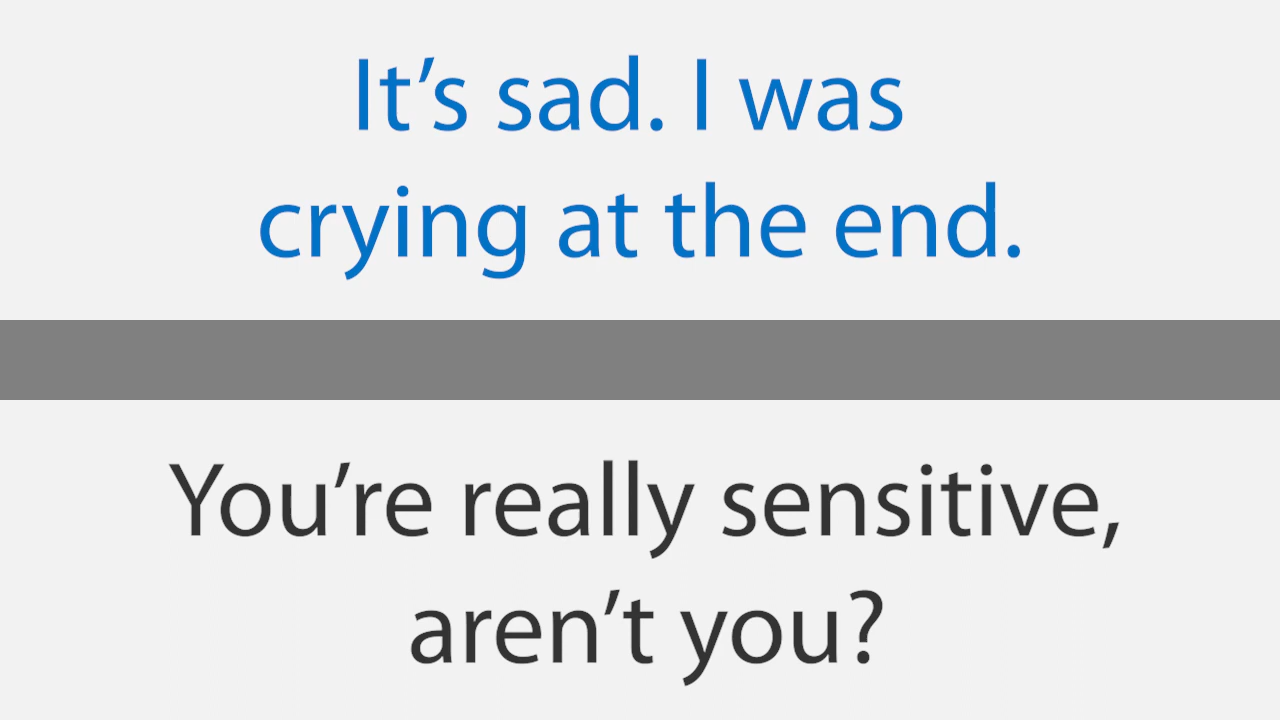 It’s sad. I was
crying at the end.
You’re really sensitive,
aren’t you?